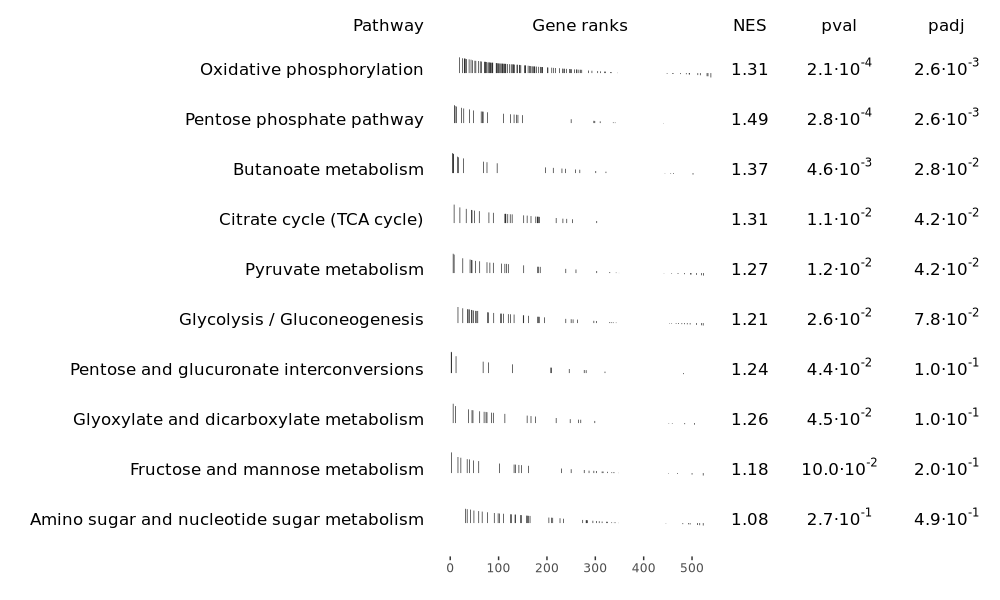 Pathway Gene ranks NES pval padj
Oxidative phosphorylation 1.31 2.1·10⁻⁴ 2.6·10⁻³
Pentose phosphate pathway 1.49 2.8·10⁻⁴ 2.6·10⁻³
Butanoate metabolism 1.37 4.6·10⁻³ 2.8·10⁻²
Citrate cycle (TCA cycle) 1.31 1.1·10⁻² 4.2·10⁻²
Pyruvate metabolism 1.27 1.2·10⁻² 4.2·10⁻²
Glycolysis / Gluconeogenesis 1.21 2.6·10⁻² 7.8·10⁻²
Pentose and glucuronate interconversions 1.24 4.4·10⁻² 1.0·10⁻¹
Glyoxylate and dicarboxylate metabolism 1.26 4.5·10⁻² 1.0·10⁻¹
Fructose and mannose metabolism 1.18 10.0·10⁻² 2.0·10⁻¹
Amino sugar and nucleotide sugar metabolism 1.08 2.7·10⁻¹ 4.9·10⁻¹
0 100 200 300 400 500